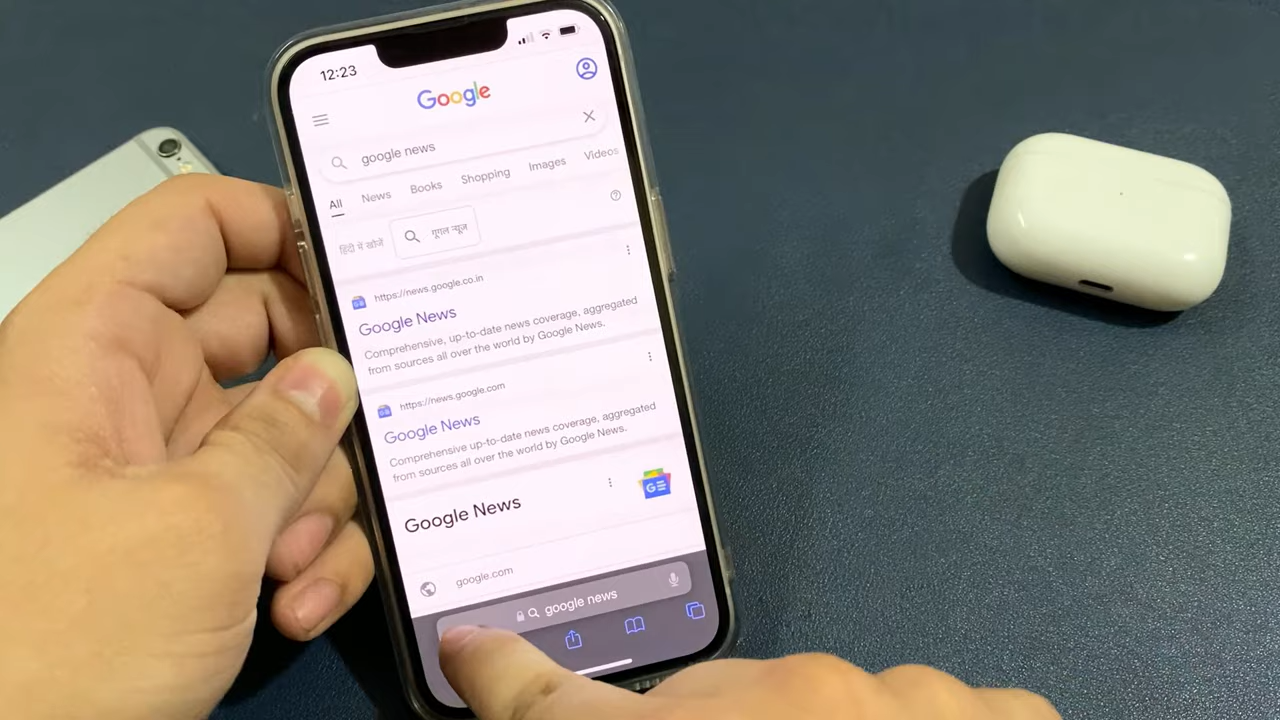 12:23
Google
google news
All News Books Shopping Images Videos
हिंदी में खोजें गूगल न्यूज
https://news.google.co.in
Google News
Comprehensive, up-to-date news coverage, aggregated
from sources all over the world by Google News.
https://news.google.com
Google News
Comprehensive up-to-date news coverage, aggregated
from sources all over the world by Google News.
Google News
google.com
google news